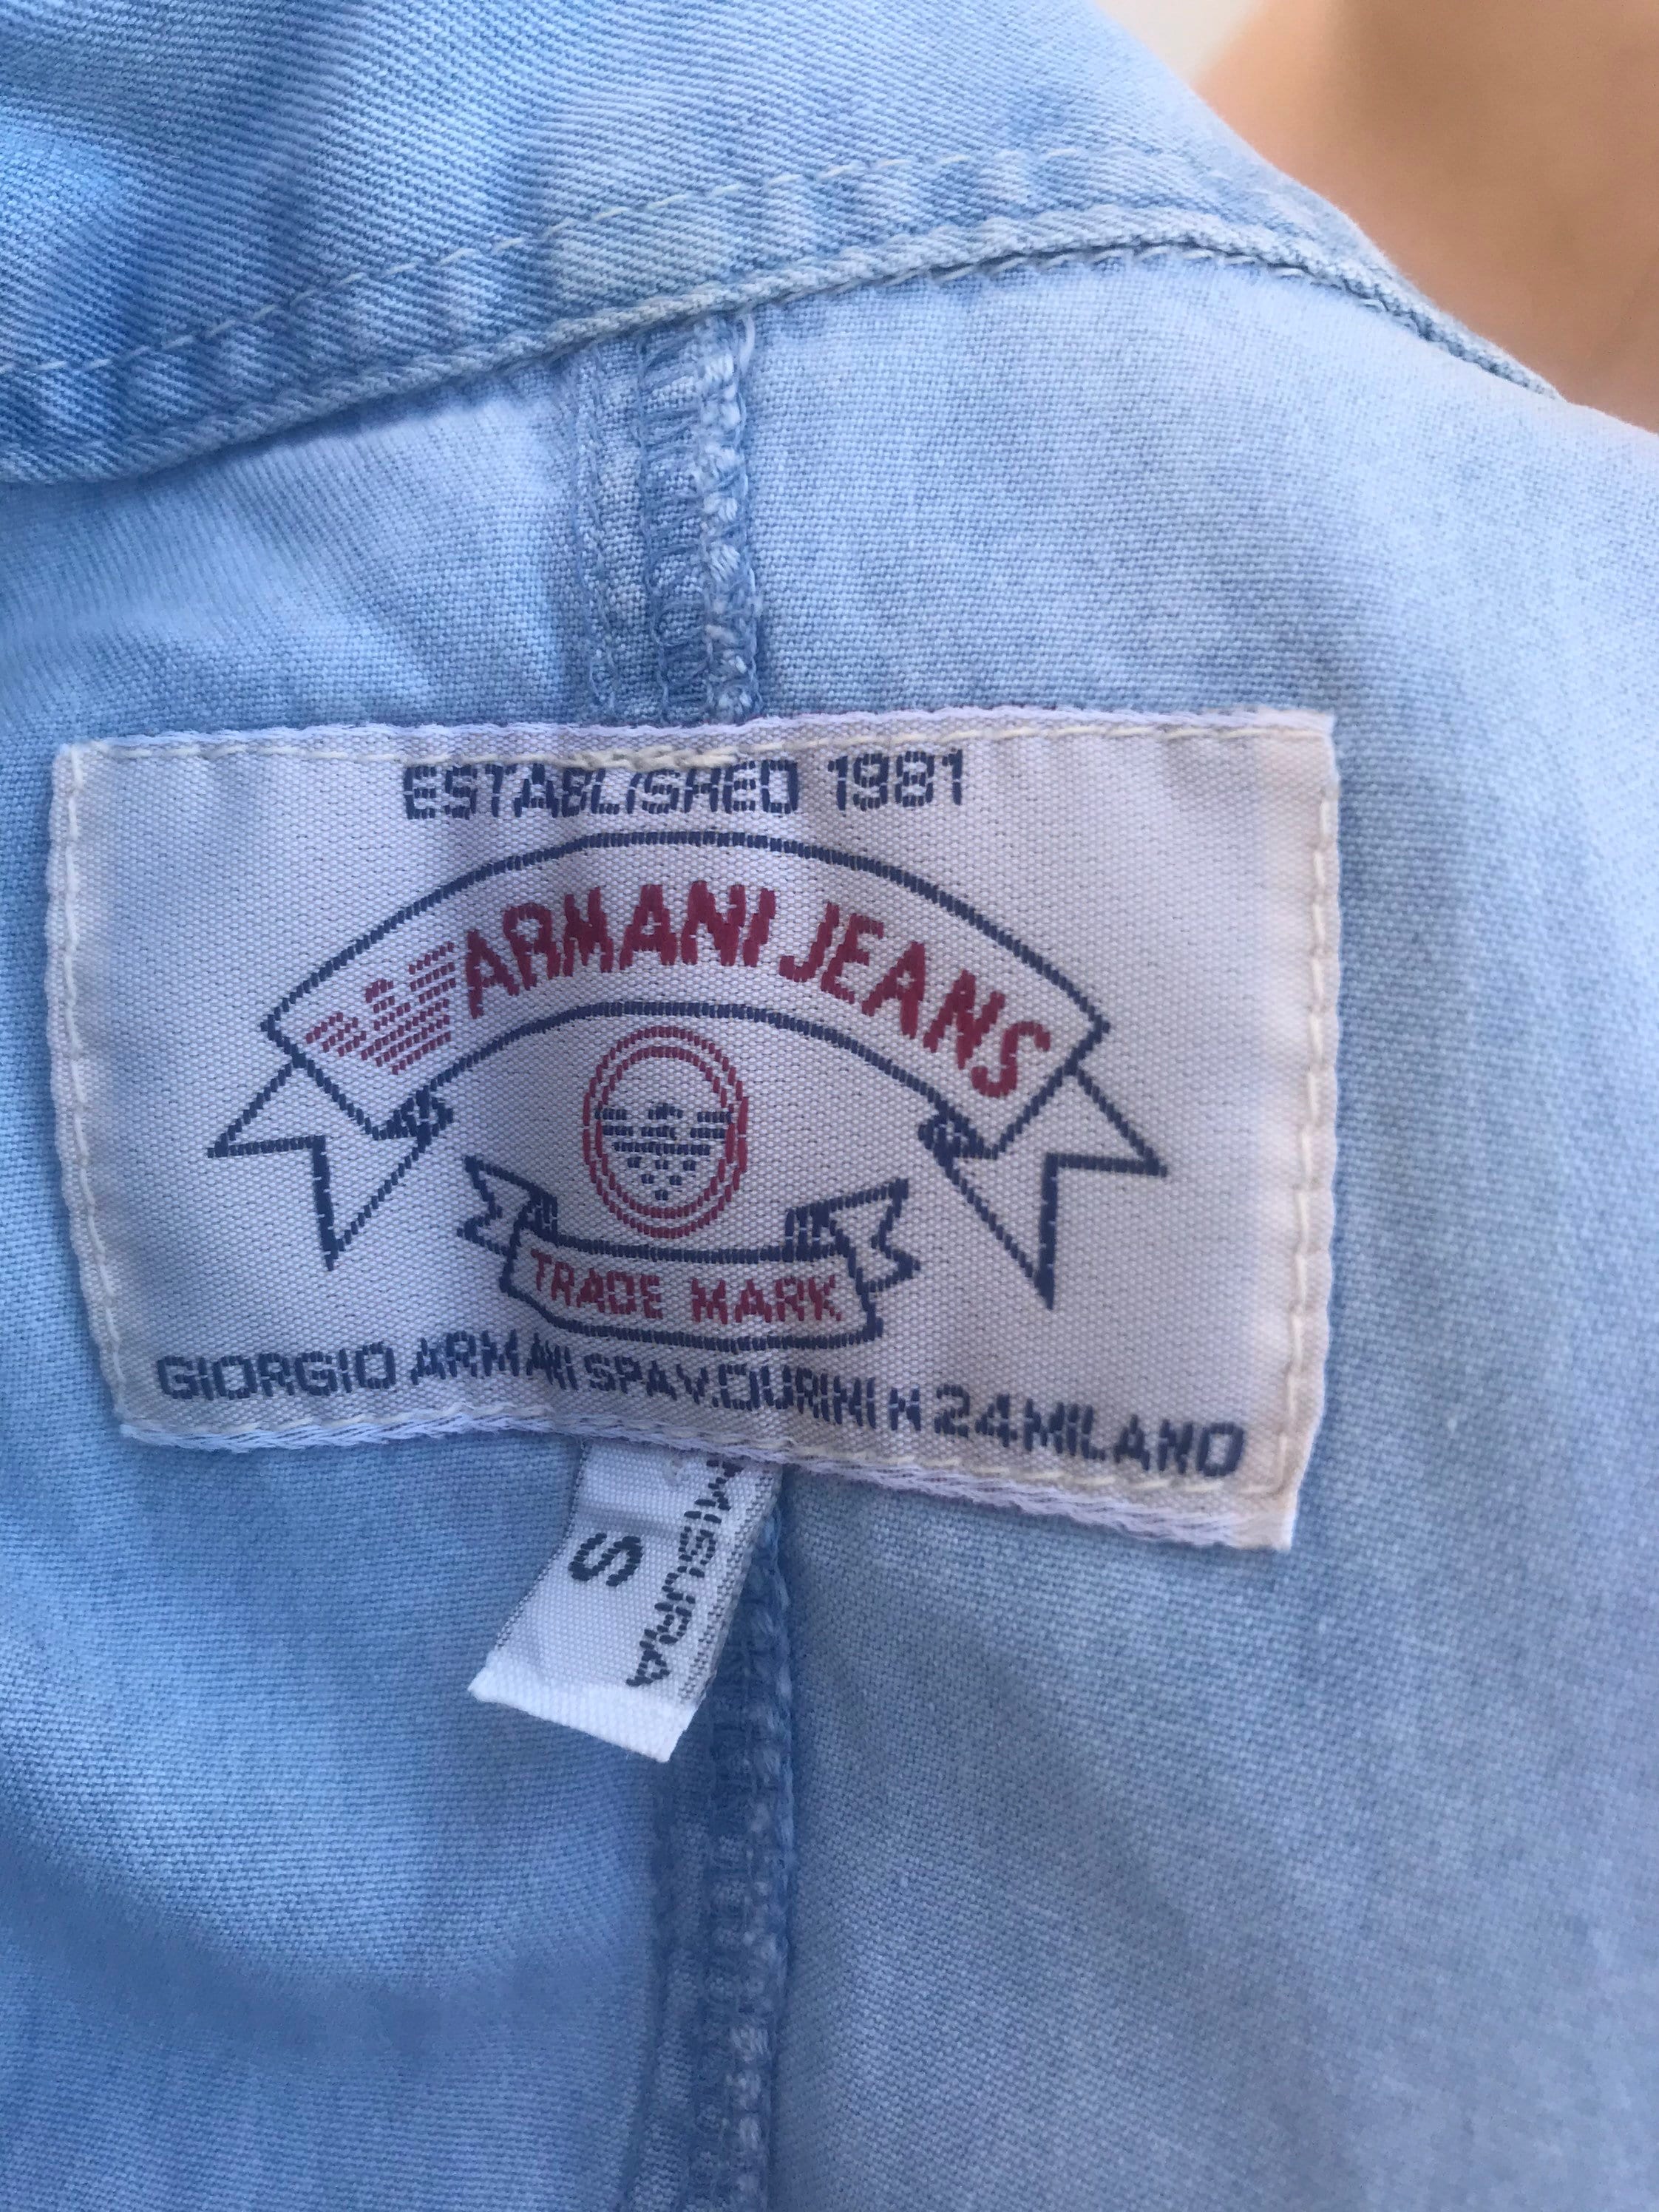 ESTABLISHED 1981
ARMANI JEANS
TRADE MARK
GIORGIO ARMANI SPA V.DURINI N 24 MILANO
S
MISURA